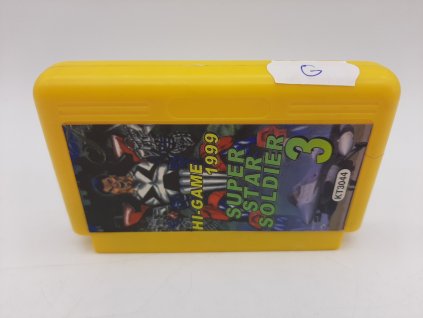 G
HI-GAME
1999
SUPER
STAR
SOLDIER
3
KT3044